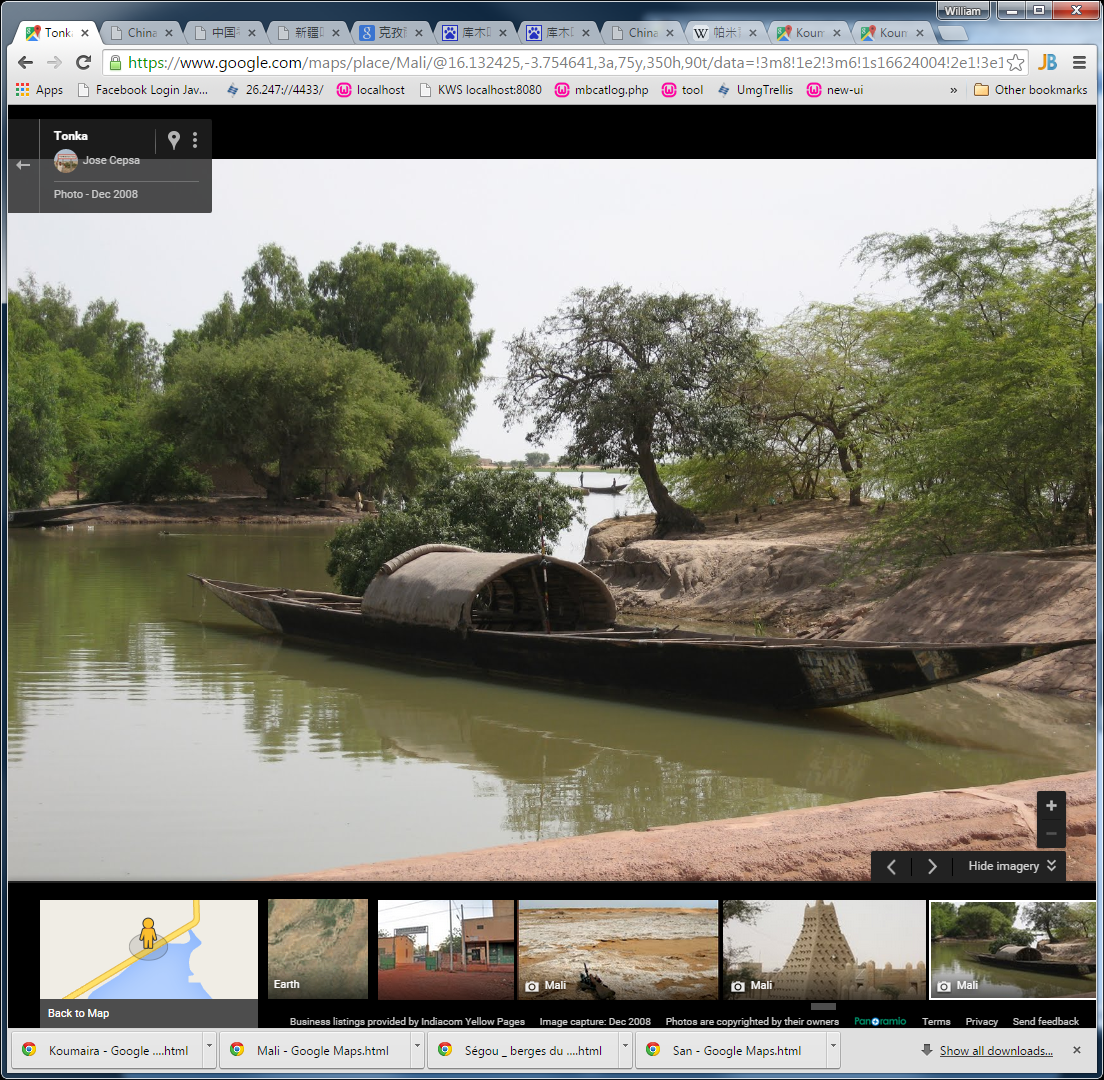 William
Tonk
China
中国
新疆
克孜
库木
库木
China
帕米
Koum
Koun
https://www.google.com/maps/place/Mali/@16.132425,-3.754641,3a,75y,350h,90t/data=!3m8!1e2!3m6!1s16624004!2e1!3e1
JB
Apps
Facebook Login Jav...
26.247://4433/
localhost
KWS localhost:8080
mbcatlog.php
tool
UmgTrellis
new-ui
»
Other bookmarks
Tonka
Jose Cepsa
Photo - Dec 2008
Hide imagery
Back to Map
Earth
Mali
Mali
Mali
Business listings provided by Indiacom Yellow Pages
Image capture: Dec 2008
Photos are copyrighted by their owners
Panoramio
Terms
Privacy
Send feedback
Koumaira - Google ....html
Mali - Google Maps.html
Ségou _ berges du ....html
San - Google Maps.html
Show all downloads...